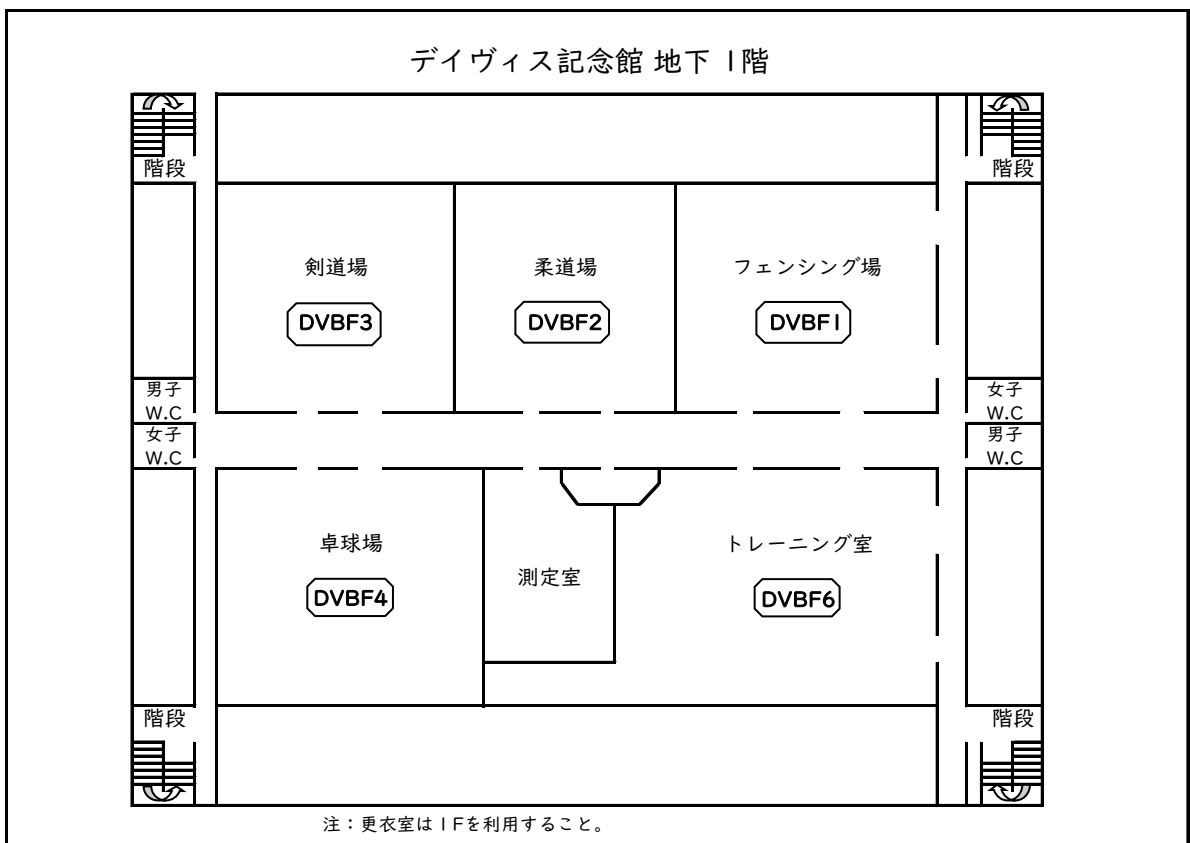 デイヴィス記念館 地下 1階
階段
階段
剣道場
柔道場
フェンシング場
DVBF3
DVBF2
DVBF1
男子
W.C
女子
W.C
女子
W.C
男子
W.C
卓球場
測定室
トレーニング室
DVBF4
DVBF6
階段
階段
注：更衣室は1Fを利用すること。